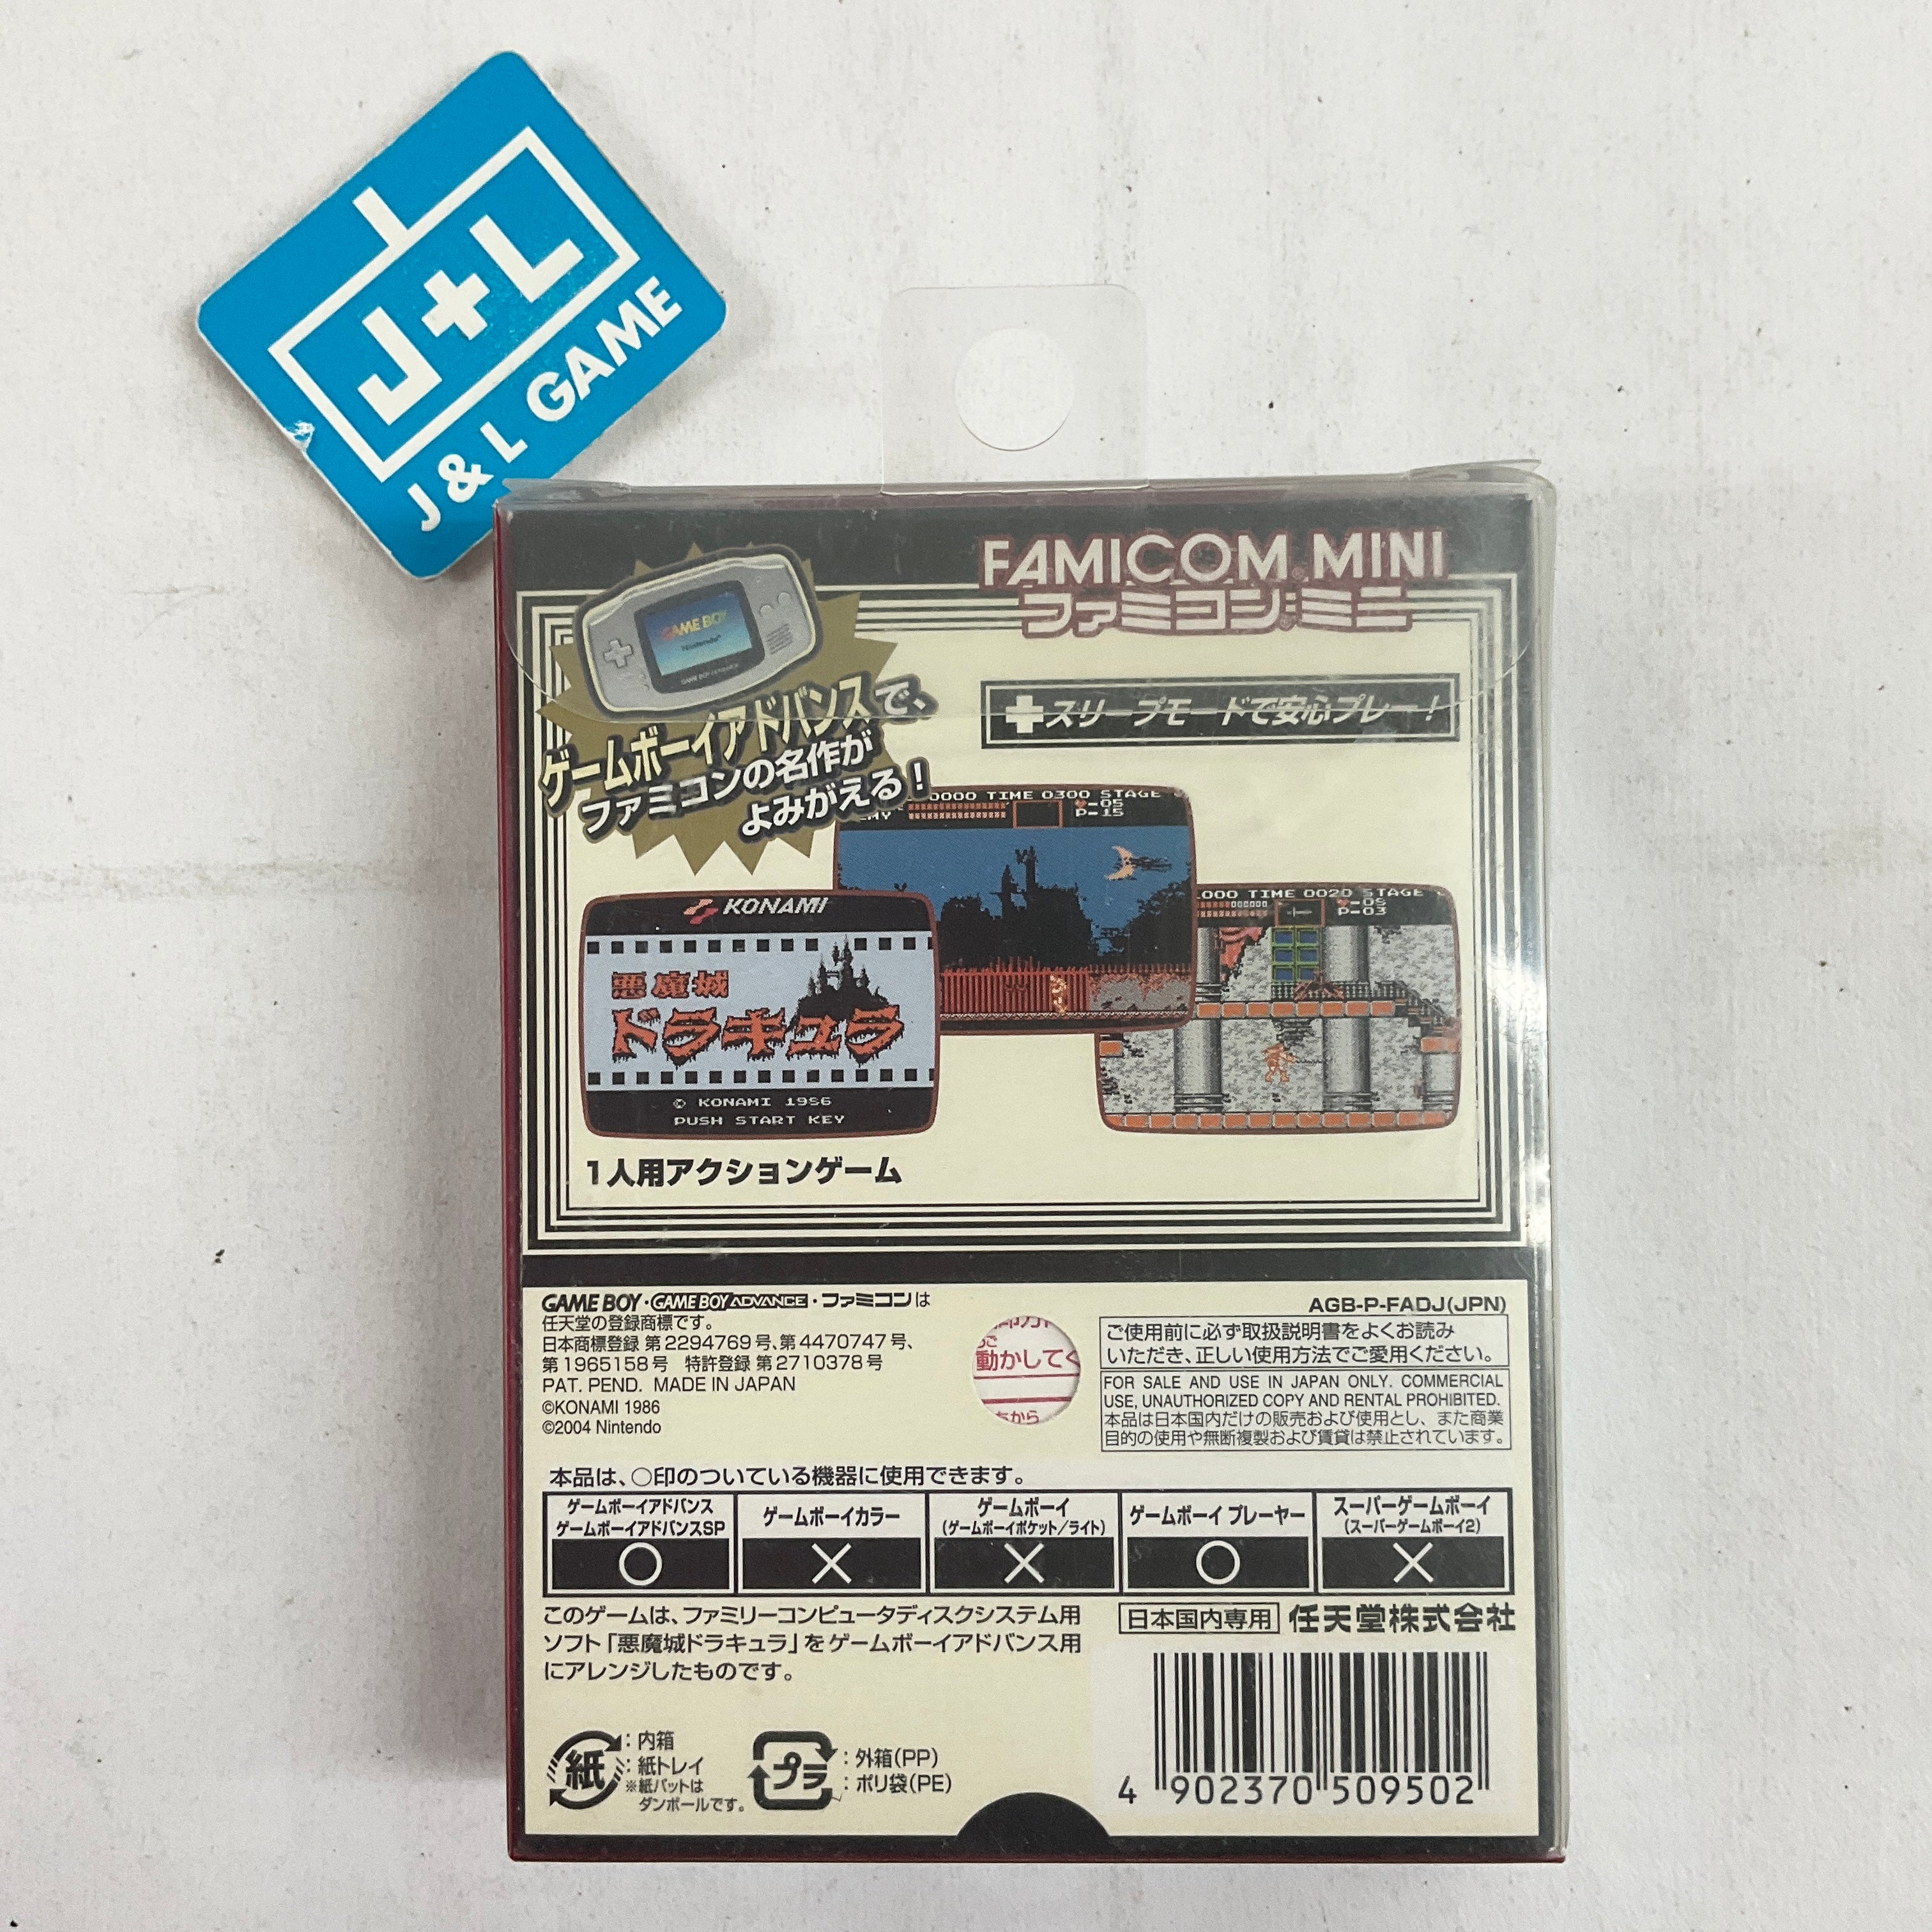 J+L
J & L GAME
FAMICOM MINI
ファミコンミニ
GAME BOY
Nintendo
ゲームボーイアドバンスで、
ファミコンの名作が
よみがえる！
スリープモードで安心プレー！
0000 TIME 0300 STAGE
-05
P-15
000 TIME 0020 STAGE
P-03
KONAMI
悪魔城
ドラキュラ
© KONAMI 1986
PUSH START KEY
1人用アクションゲーム
GAME BOY・GAME BOY ADVANCE・ファミコンは
任天堂の登録商標です。
日本商標登録 第2294769号、第4470747号、
第1965158号 特許登録 第2710378号
PAT. PEND. MADE IN JAPAN
©KONAMI 1986
©2004 Nintendo
動かしてく
AGB-P-FADJ(JPN)
ご使用前に必ず取扱説明書をよくお読み
いただき、正しい使用方法でご愛用ください。
FOR SALE AND USE IN JAPAN ONLY. COMMERCIAL
USE, UNAUTHORIZED COPY AND RENTAL PROHIBITED.
本品は日本国内だけの販売および使用とし、また商業
目的の使用や無断複製および賃貸は禁止されています。
本品は、○印のついている機器に使用できます。
ゲームボーイアドバンス
ゲームボーイアドバンスSP
○
ゲームボーイカラー
×
ゲームボーイ
(ゲームボーイポケット/ライト)
×
ゲームボーイ プレーヤー
○
スーパーゲームボーイ
(スーパーゲームボーイ2)
×
このゲームは、ファミリーコンピュータディスクシステム用
ソフト「悪魔城ドラキュラ」をゲームボーイアドバンス用
にアレンジしたものです。
日本国内専用 任天堂株式会社
紙
:内箱
:紙トレイ
※紙パットは
ダンボールです。
プラ
:外箱(PP)
:ポリ袋(PE)
4 902370 509502